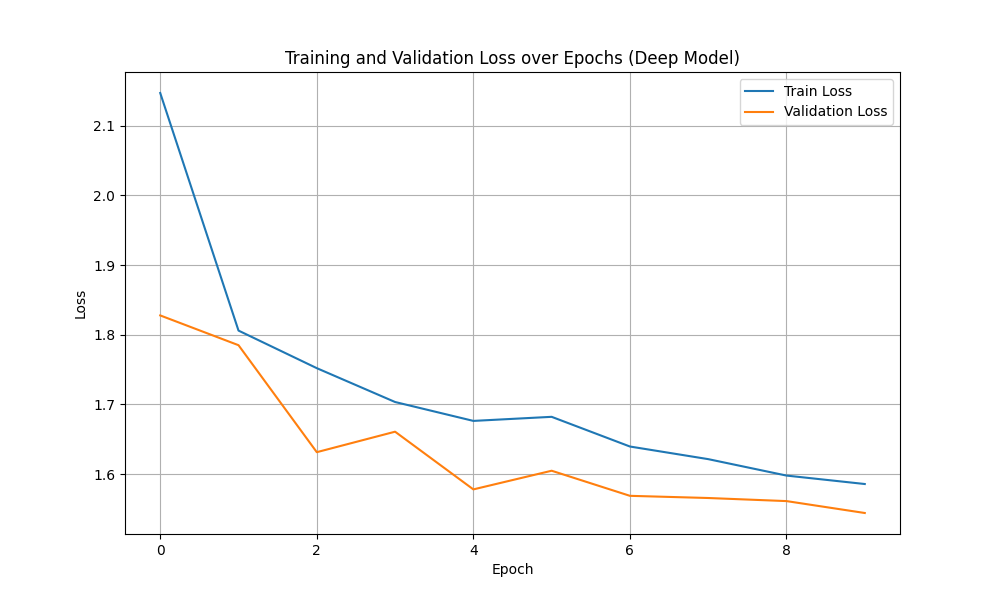 Training and Validation Loss over Epochs (Deep Model)
Train Loss
Validation Loss
2.1
2.0
1.9
1.8
1.7
1.6
Loss
0 2 4 6 8
Epoch